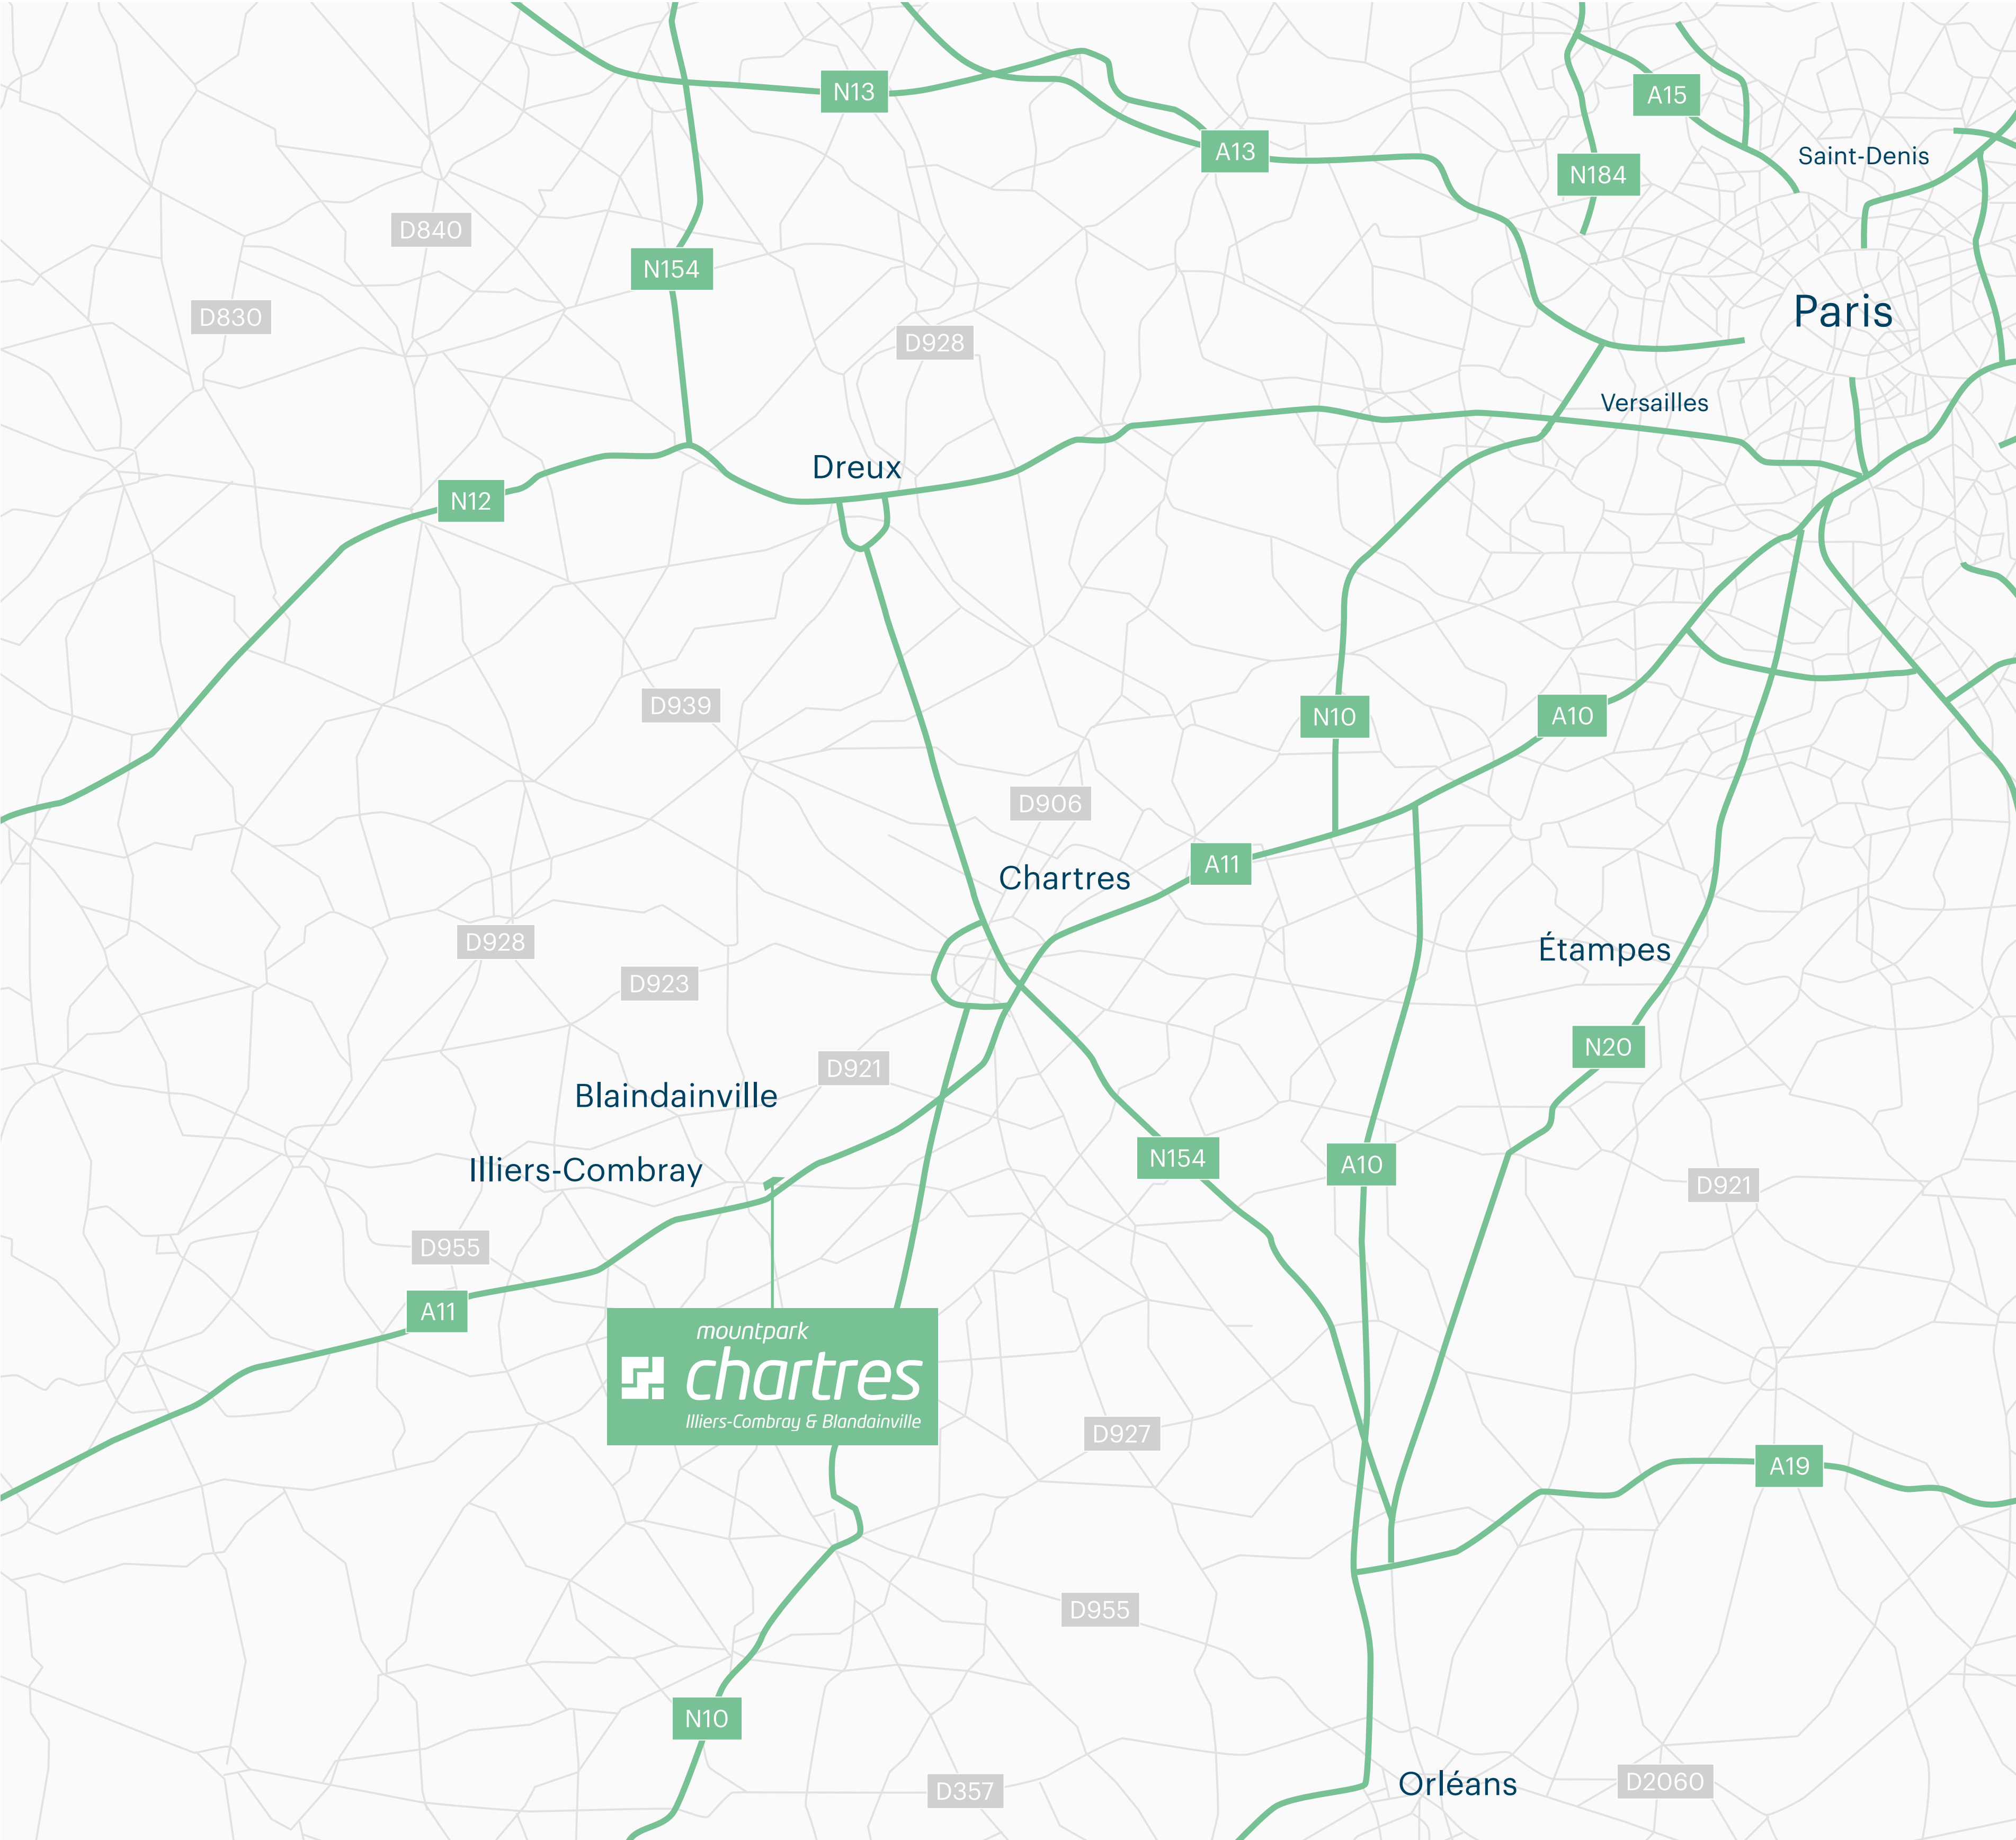 N13
A15
A13
Saint-Denis
N184
D840
N154
Paris
D830
D928
Versailles
Dreux
N12
D939
N10
A10
D906
A11
Chartres
D928
Étampes
D923
N20
D921
Blaindainville
N154
A10
Illiers-Combray
D921
D955
A11
mountpark
chartres
Illiers-Combray & Blandainville
D927
A19
D955
N10
Orléans
D2060
D357